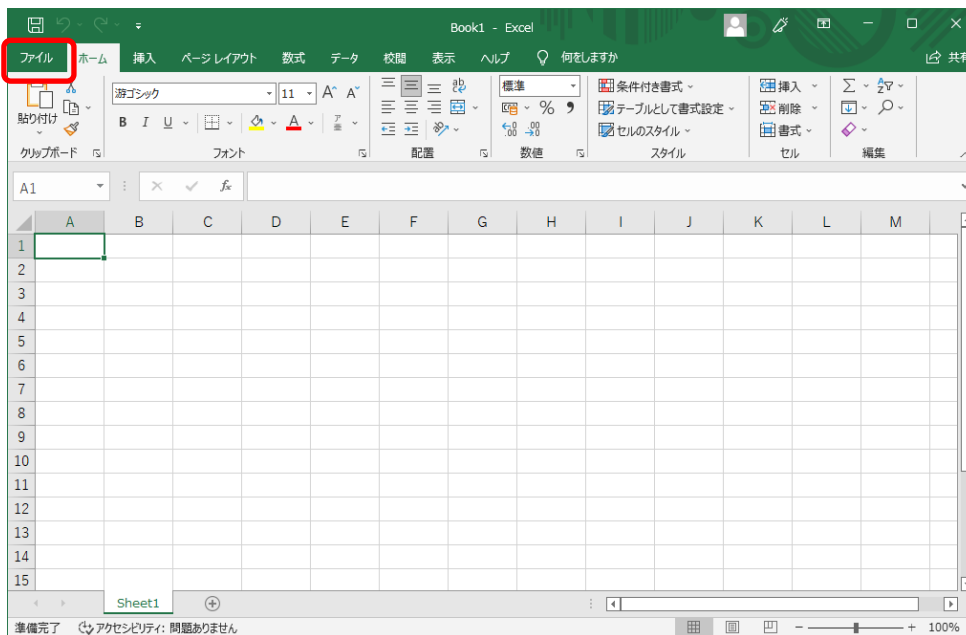 Book1 - Excel
ファイル ホーム 挿入 ページ レイアウト 数式 データ 校閲 表示 ヘルプ 何をしますか 共有
貼り付け 游ゴシック 11 A A ab 標準 条件付き書式 挿入 Σ
B I U A % テーブルとして書式設定 削除
セルのスタイル 書式
クリップボード フォント 配置 数値 スタイル セル 編集
A1 fx
A B C D E F G H I J K L M
1
2
3
4
5
6
7
8
9
10
11
12
13
14
15
Sheet1
準備完了 アクセシビリティ: 問題ありません 100%